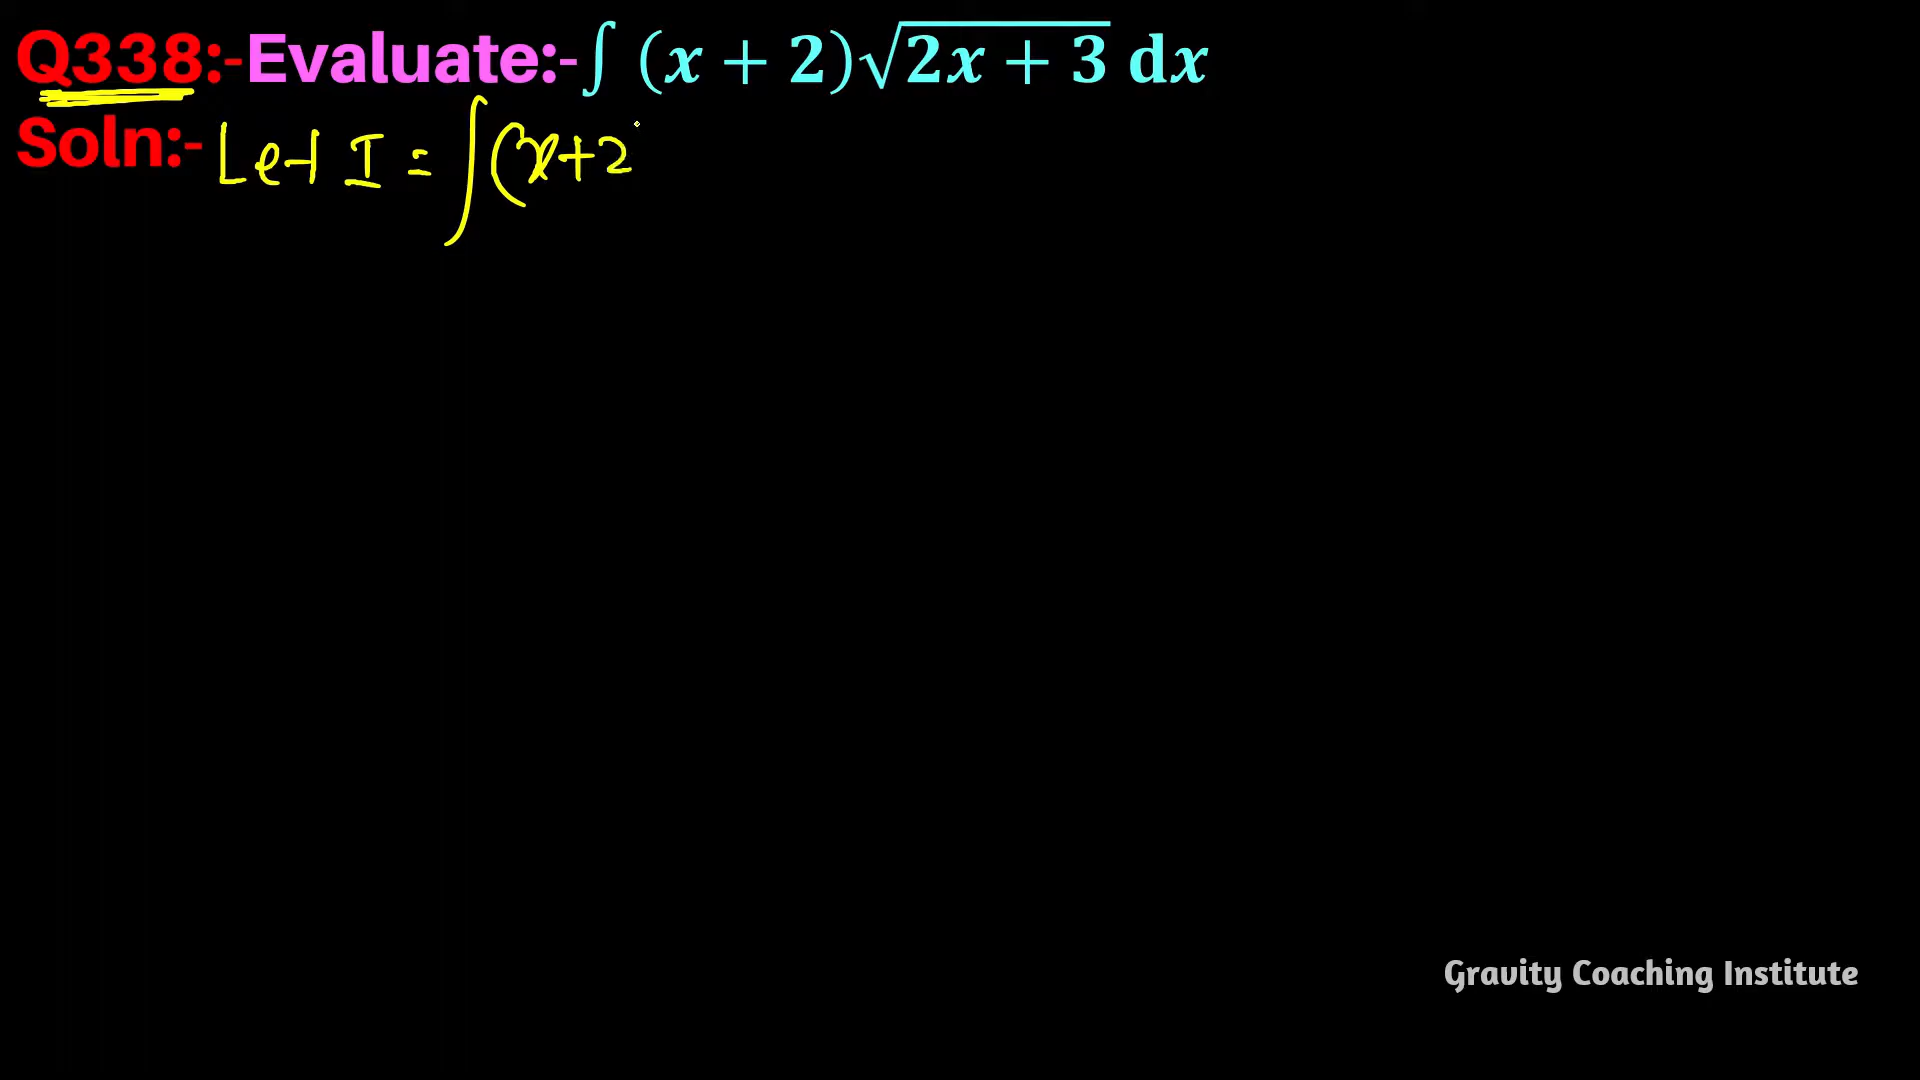 Q338:-Evaluate:-∫ (x + 2)√(2x + 3) dx
Soln:- Let I = ∫(x+2
Gravity Coaching Institute